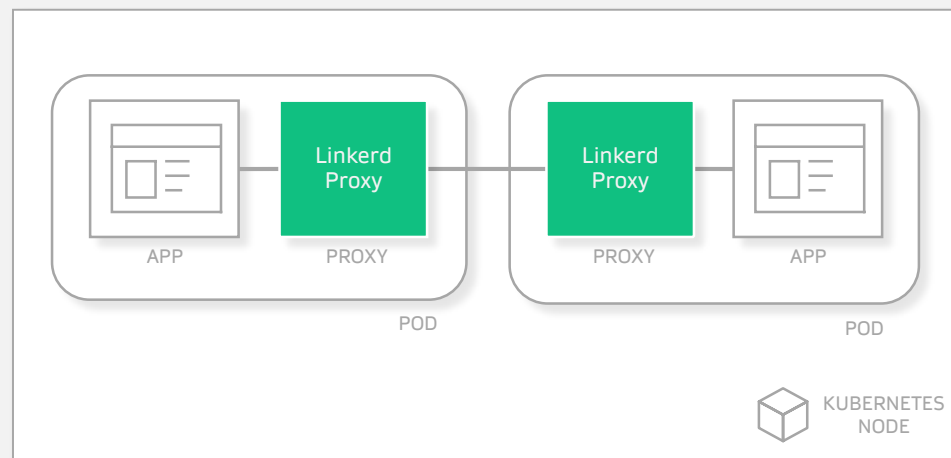 Linkerd
Proxy
Linkerd
Proxy
APP
PROXY
PROXY
APP
POD
POD
KUBERNETES
NODE